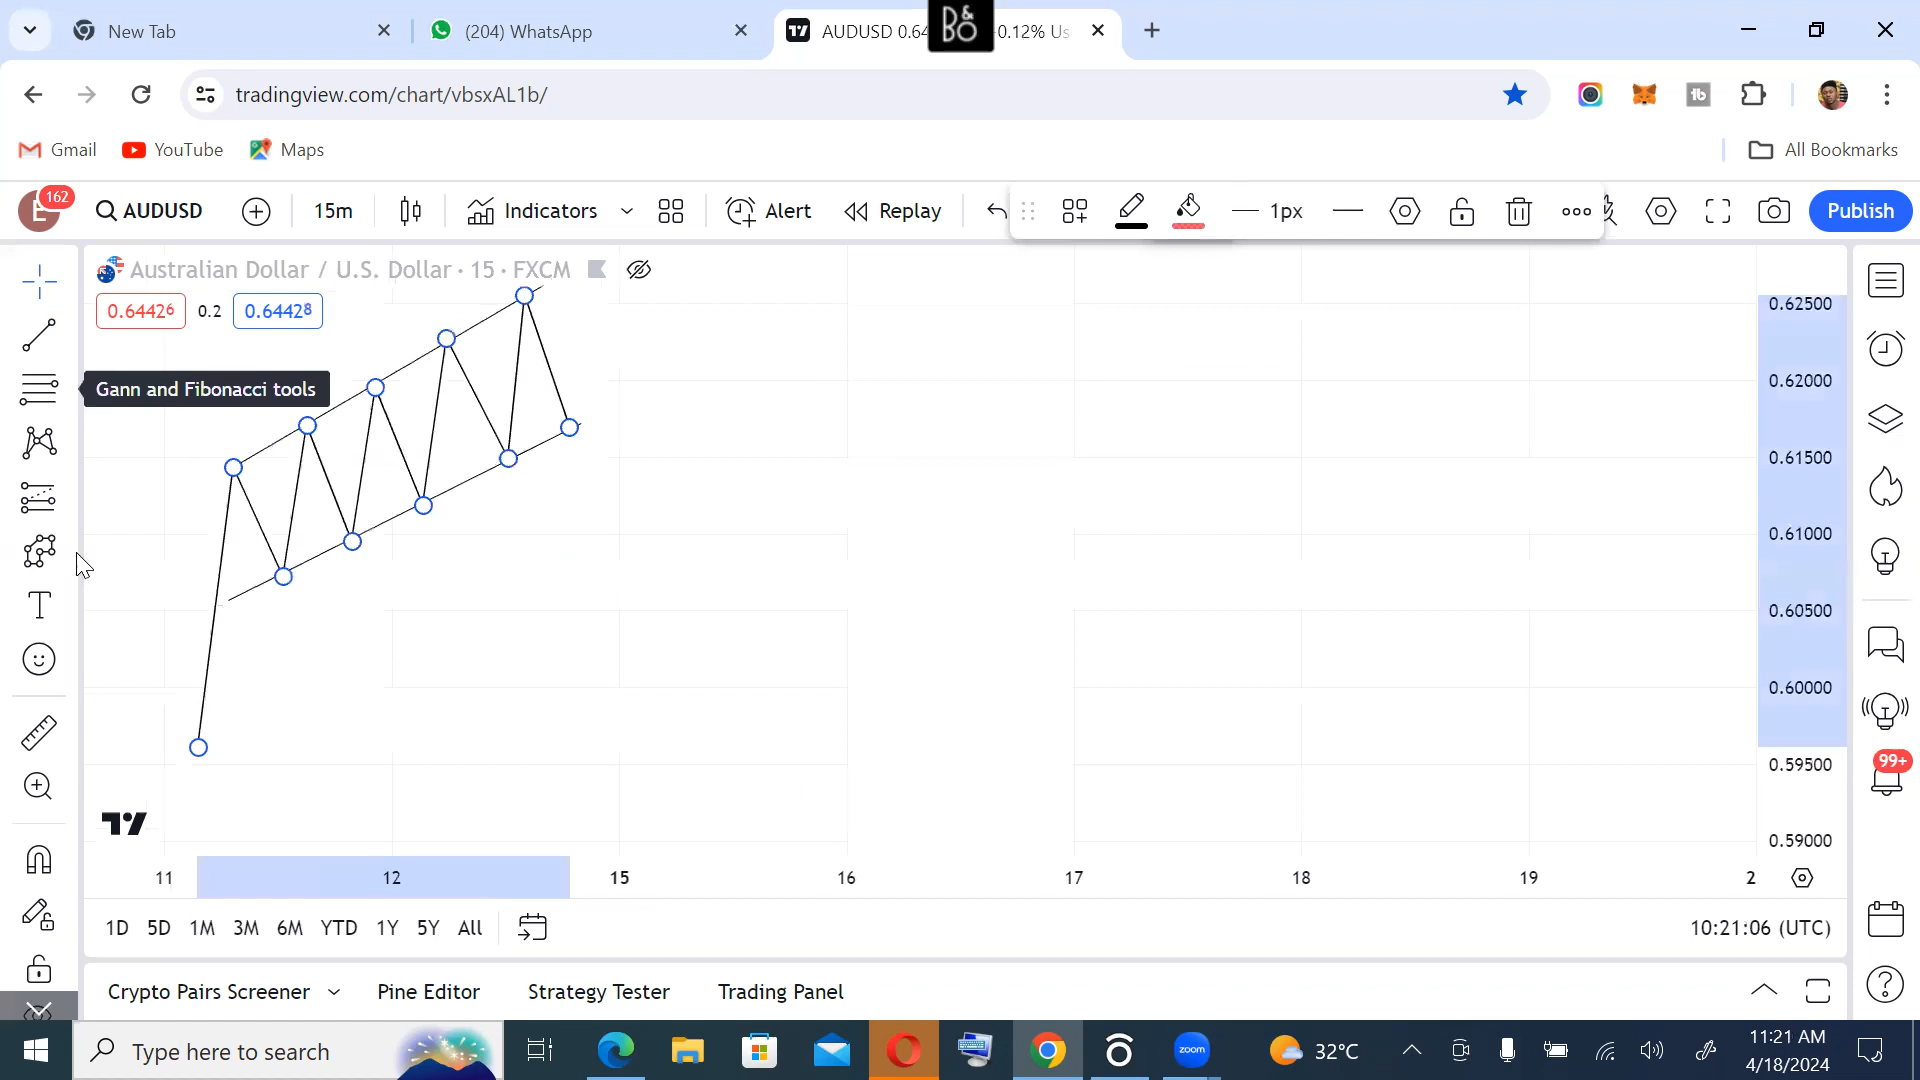 New Tab
(204) WhatsApp
AUDUSD 0.64
B&O
-0.12% Us
tradingview.com/chart/vbsxAL1b/
Gmail
YouTube
Maps
All Bookmarks
E 162
AUDUSD
15m
Indicators
Alert
Replay
1px
Publish
Australian Dollar / U.S. Dollar · 15 · FXCM
0.64426 0.2 0.64428
Gann and Fibonacci tools
0.62500
0.62000
0.61500
0.61000
0.60500
0.60000
0.59500
0.59000
99+
11 12 15 16 17 18 19 2
1D 5D 1M 3M 6M YTD 1Y 5Y All
10:21:06 (UTC)
Crypto Pairs Screener
Pine Editor
Strategy Tester
Trading Panel
Type here to search
zoom
32°C
11:21 AM
4/18/2024